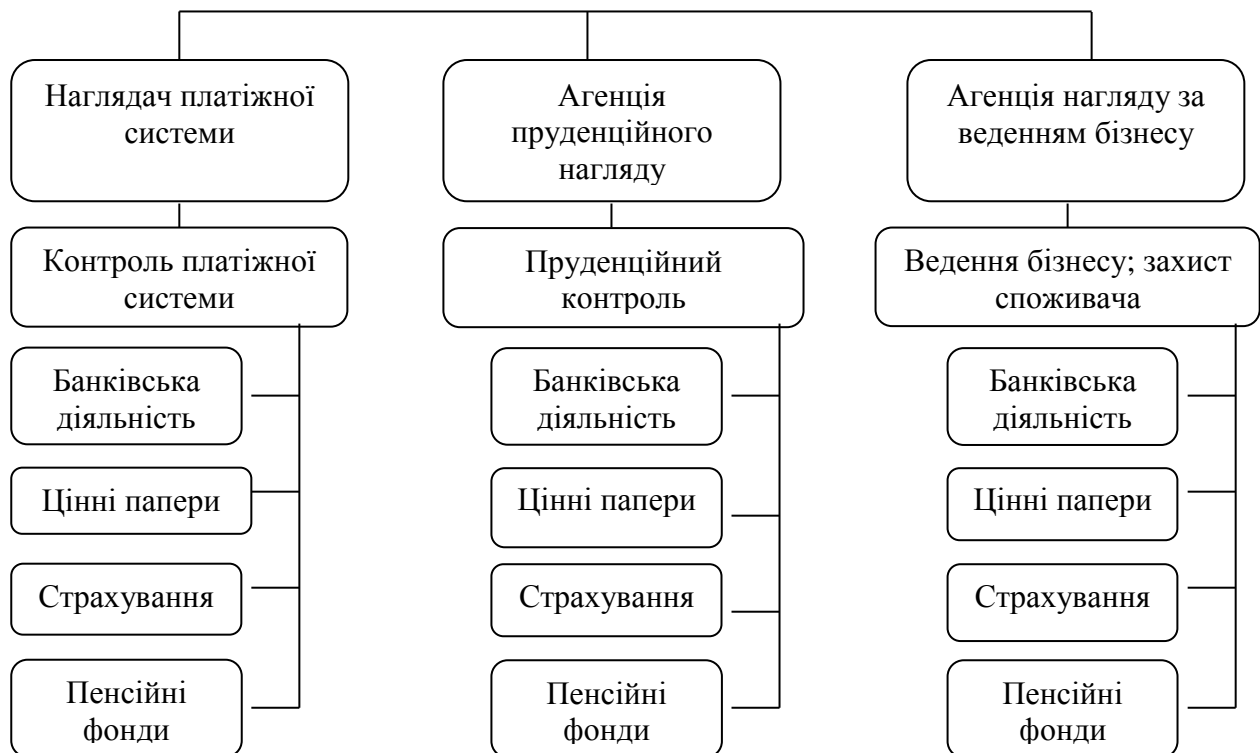 Наглядач платіжної
системи
Агенція
пруденційного
нагляду
Агенція нагляду за
веденням бізнесу
Контроль платіжної
системи
Пруденційний
контроль
Ведення бізнесу; захист
споживача
Банківська
діяльність
Цінні папери
Страхування
Пенсійні
фонди
Банківська
діяльність
Цінні папери
Страхування
Пенсійні
фонди
Банківська
діяльність
Цінні папери
Страхування
Пенсійні
фонди